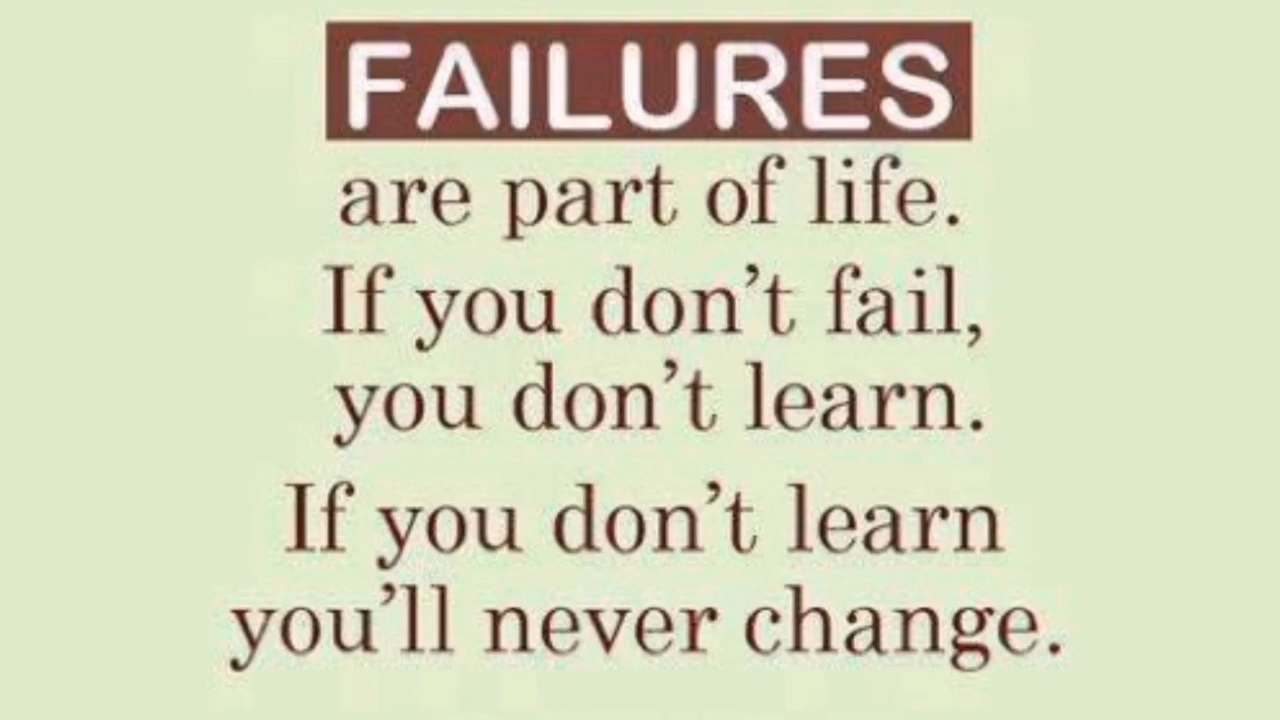 FAILURES
are part of life.
If you don’t fail,
you don’t learn.
If you don’t learn
you’ll never change.